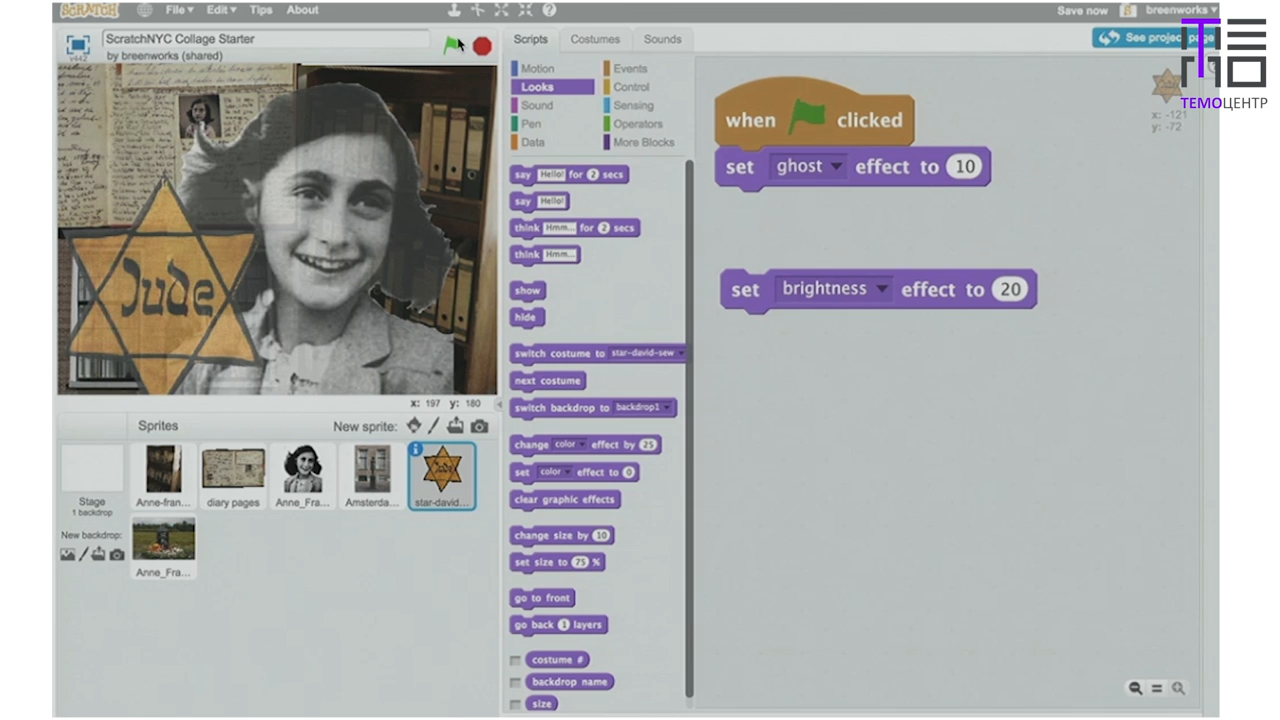 SCRATCH
File▾ Edit▾ Tips About
Save now breenworks▾
v442 ScratchNYC Collage Starter
by breenworks (shared)
Scripts Costumes Sounds
See project page
ТЕМОЦЕНТР
Motion Events
Looks Control
Sound Sensing
Pen Operators
Data More Blocks
x: -121
y: -72
when clicked
set ghost effect to 10
set brightness effect to 20
Jude
say Hello! for 2 secs
say Hello!
think Hmm... for 2 secs
think Hmm...
show
hide
switch costume to star-david-sew
next costume
switch backdrop to backdrop1
change color effect by 25
set color effect to 0
clear graphic effects
change size by 10
set size to 75 %
go to front
go back 1 layers
costume #
backdrop name
size
x: 197 y: 180
Sprites New sprite:
Stage
1 backdrop
New backdrop:
Anne-fran... diary pages Anne_Fra... Amsterda... star-david...
Anne_Fra...